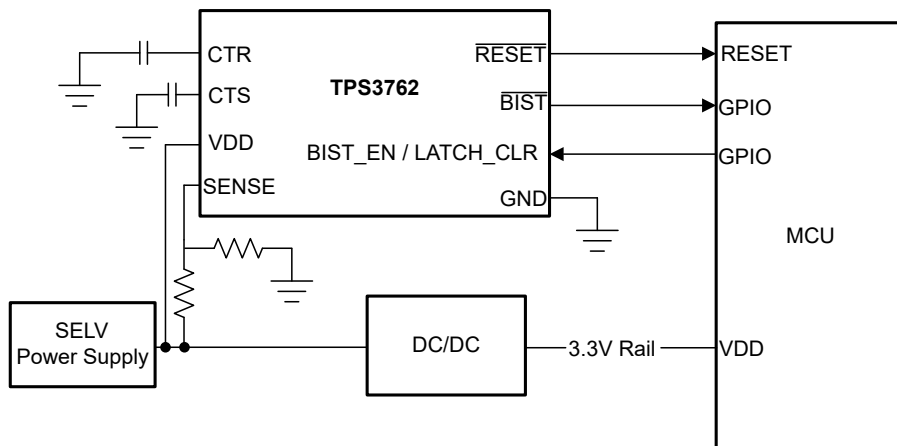 CTR
CTS
VDD
SENSE
TPS3762
RESET
BIST
BIST_EN / LATCH_CLR
GND
RESET
GPIO
GPIO
MCU
VDD
SELV
Power Supply
DC/DC
3.3V Rail